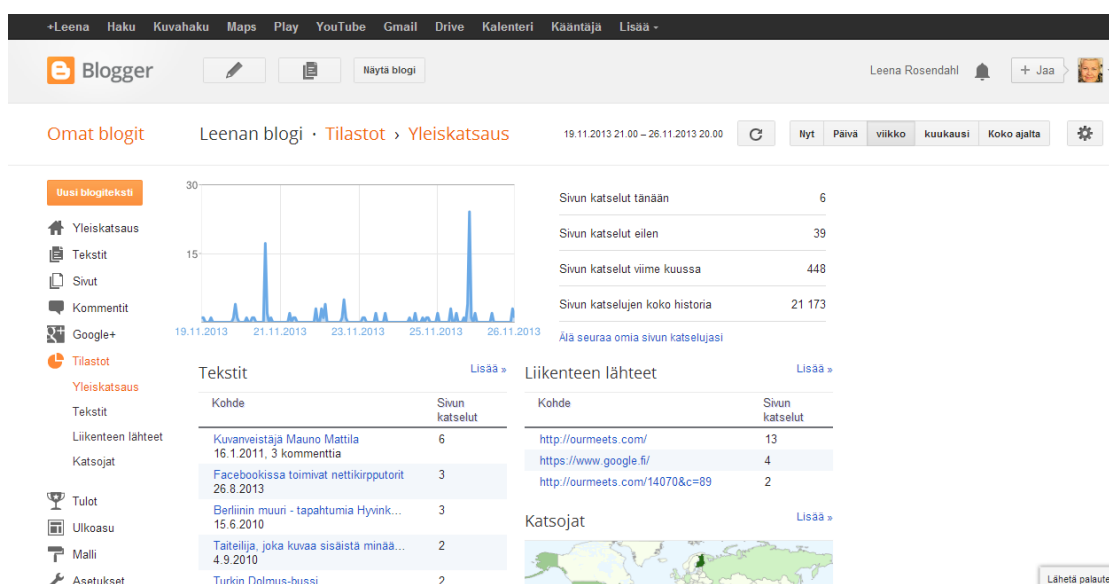 +Leena Haku Kuvahaku Maps Play YouTube Gmail Drive Kalenteri Kääntäjä Lisää
Blogger Näytä blogi Leena Rosendahl + Jaa
Omat blogit Leenan blogi · Tilastot › Yleiskatsaus 19.11.2013 21.00 – 26.11.2013 20.00 Nyt Päivä viikko kuukausi Koko ajalta
Uusi blogiteksti
Yleiskatsaus
Tekstit
Sivut
Kommentit
Google+
Tilastot
Yleiskatsaus
Tekstit
Liikenteen lähteet
Katsojat
Tulot
Ulkoasu
Malli
Asetukset
30
15
19.11.2013 21.11.2013 23.11.2013 25.11.2013 26.11.2013
Sivun katselut tänään 6
Sivun katselut eilen 39
Sivun katselut viime kuussa 448
Sivun katselujen koko historia 21 173
Älä seuraa omia sivun katselujasi
Tekstit Lisää »
Kohde Sivun
katselut
Kuvanveistäjä Mauno Mattila 6
16.1.2011, 3 kommenttia
Facebookissa toimivat nettikirpputorit 3
26.8.2013
Berliinin muuri - tapahtumia Hyvink... 3
15.6.2010
Taiteilija, joka kuvaa sisäistä minää... 2
4.9.2010
Turkin Dolmus-bussi 2
Liikenteen lähteet Lisää »
Kohde Sivun
katselut
http://ourmeets.com/ 13
https://www.google.fi/ 4
http://ourmeets.com/14070&c=89 2
Katsojat Lisää »
Lähetä palaute